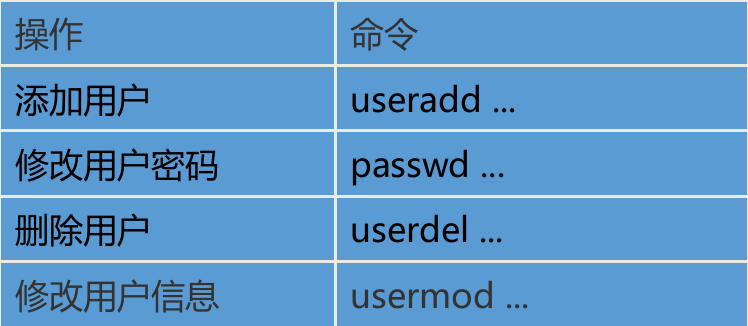 操作 命令
添加用户 useradd ...
修改用户密码 passwd ...
删除用户 userdel ...
修改用户信息 usermod ...